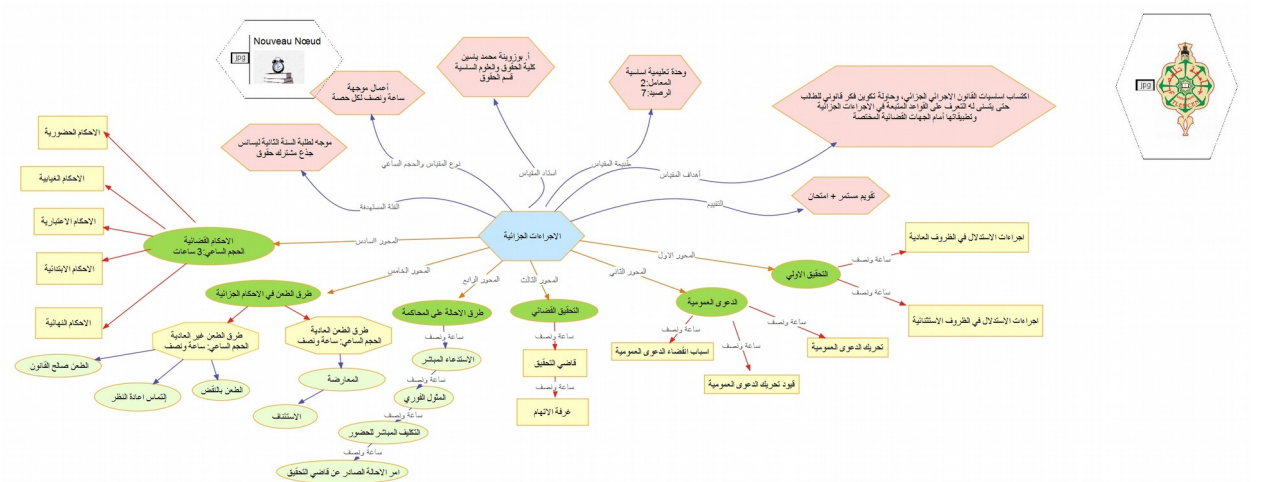 Nouveau Nœud
jpg
jpg
أ. بوزوينة محمد ياسين
كلية الحقوق والعلوم السياسية
قسم الحقوق
وحدة تعليمية اساسية
المعامل:2
الرصيد:7
اكتساب اساسيات القانون الاجرائي الجزائي، وحاولة تكوين فكر قانوني للطالب
حتى يتسنى له التعرف على القواعد المتبعة في الاجراءات الجزائية
وتطبيقاتها أمام الجهات القضائية المختصة
أعمال موجهة
ساعة ونصف لكل حصة
موجه لطلبة السنة الثانية ليسانس
جذع مشترك حقوق
نوع المقياس والحجم الساعي
استاذ المقياس
طبيعة المقياس
أهداف المقياس
الفئة المستهدفة
التقييم
تقويم مستمر + امتحان
الاجراءات الجزائية
المحور الاول
التحقيق الاولي
ساعة ونصف
اجراءات الاستدلال في الظروف العادية
ساعة ونصف
اجراءات الاستدلال في الظروف الاستثنائية
المحور الثاني
الدعوى العمومية
ساعة ونصف
تحريك الدعوى العمومية
ساعة ونصف
قيود تحريك الدعوى العمومية
ساعة ونصف
اسباب انقضاء الدعوى العمومية
المحور الثالث
التحقيق القضائي
ساعة ونصف
قاضي التحقيق
ساعة ونصف
غرفة الاتهام
المحور الرابع
طرق الاحالة على المحاكمة
ساعة ونصف
الاستدعاء المباشر
ساعة ونصف
المثول الفوري
ساعة ونصف
التكليف المباشر للحضور
ساعة ونصف
امر الاحالة الصادر عن قاضي التحقيق
المحور الخامس
طرق الطعن في الاحكام الجزائية
طرق الطعن العادية
الحجم الساعي: ساعة ونصف
المعارضة
الاستئناف
طرق الطعن غير العادية
الحجم الساعي: ساعة ونصف
الطعن بالنقض
إلتماس اعادة النظر
الطعن صالح القانون
المحور السادس
الاحكام القضائية
الحجم الساعي:3 ساعات
الاحكام الحضورية
الاحكام الغيابية
الاحكام الاعتبارية
الاحكام الابتدائية
الاحكام النهائية